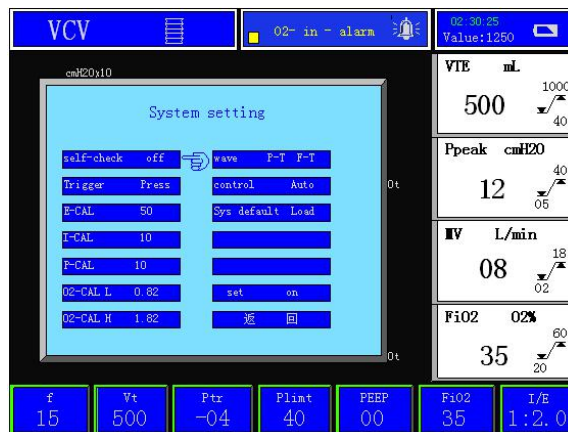 VCV
O2- in - alarm
02:30:25
Value:1250
cmH2Ox10
System setting
self-check off
wave P-T F-T
Trigger Press
control Auto
E-CAL 50
Sys default Load
I-CAL 10
P-CAL 10
O2-CAL L 0.82
set on
O2-CAL H 1.82
返 回
0t
0t
VTE mL
1000
500
40
Ppeak cmH2O
40
12
05
MV L/min
18
08
02
FiO2 O2%
60
35
20
f
15
Vt
500
Ptr
-04
Plimt
40
PEEP
00
FiO2
35
I/E
1:2.0